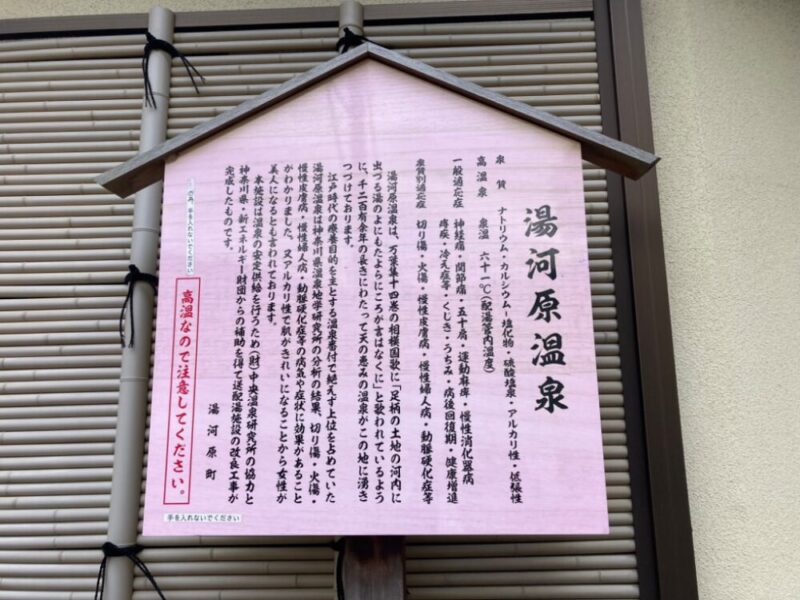 湯河原温泉
泉質 ナトリウム・カルシウム-塩化物・硫酸塩泉・アルカリ性・低張性
高温泉 泉温 六十一℃(配湯管内温度)
一般適応症 神経痛・関節痛・五十肩・運動麻痺・慢性消化器病
痔疾・冷え症等・くじき・うちみ・病後回復期・健康増進
泉質別適応症 切り傷・火傷・慢性皮膚病・慢性婦人病・動脈硬化症等
湯河原温泉は、万葉集十四巻の相模国歌に「足柄の土地の河内に
出づる湯のよにもたよらにころが言はなくに」と歌われているよう
に、千二百有余年の長きにわたって天の恵みの温泉がこの地に湧き
つづけております。
江戸時代の療養目的を主とする温泉番付で絶えず上位を占めていた
湯河原温泉は神奈川県温泉地学研究所の分析の結果、切り傷・火傷・
慢性皮膚病・慢性婦人病・動脈硬化症等の病気や症状に効果があること
がわかりました。又アルカリ性で肌がきれいになることから女性が
美人になるとも言われております。
本施設は温泉の安定供給を行うため(財)中央温泉研究所の協力と
神奈川県・新エネルギー財団からの補助を得て送配湯施設の改良工事が
完成したものです。
湯河原町
高温なので注意してください。
手を入れないでください
手を入れないでください